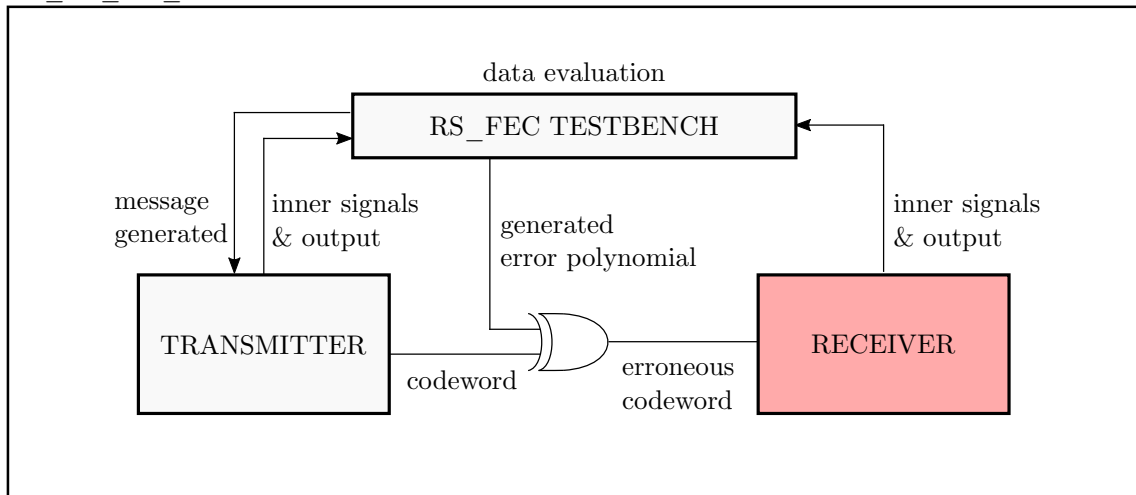 data evaluation
RS_FEC TESTBENCH
message
generated
inner signals
& output
generated
error polynomial
inner signals
& output
TRANSMITTER
RECEIVER
codeword
erroneous
codeword